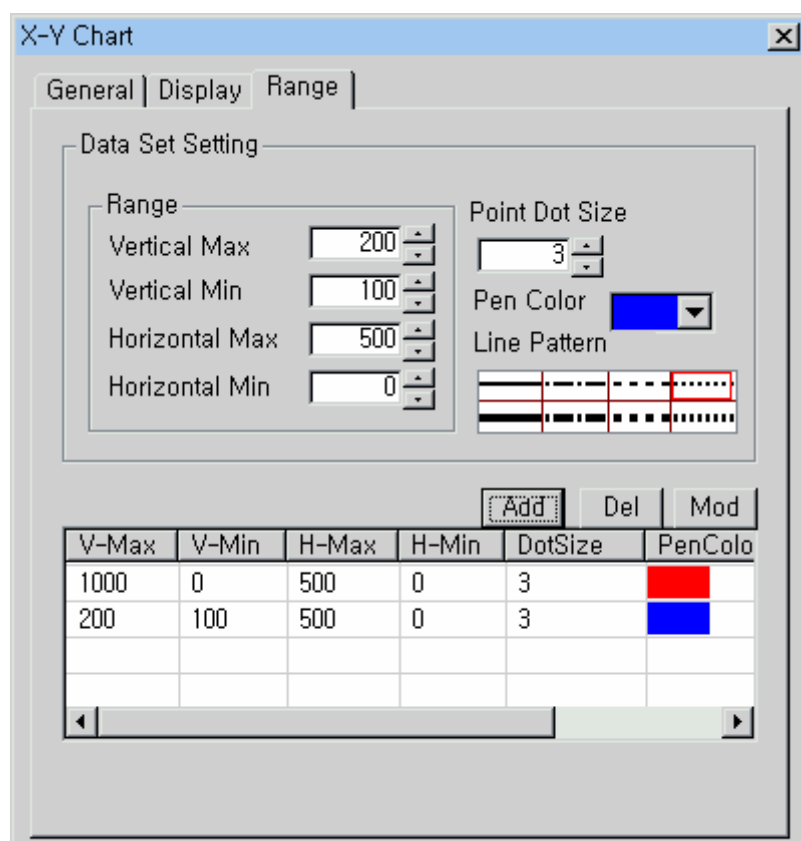 X-Y Chart
General Display Range
Data Set Setting
Range
Vertical Max 200
Vertical Min 100
Horizontal Max 500
Horizontal Min 0
Point Dot Size
3
Pen Color
Line Pattern
Add Del Mod
V-Max V-Min H-Max H-Min DotSize PenColo
1000 0 500 0 3
200 100 500 0 3